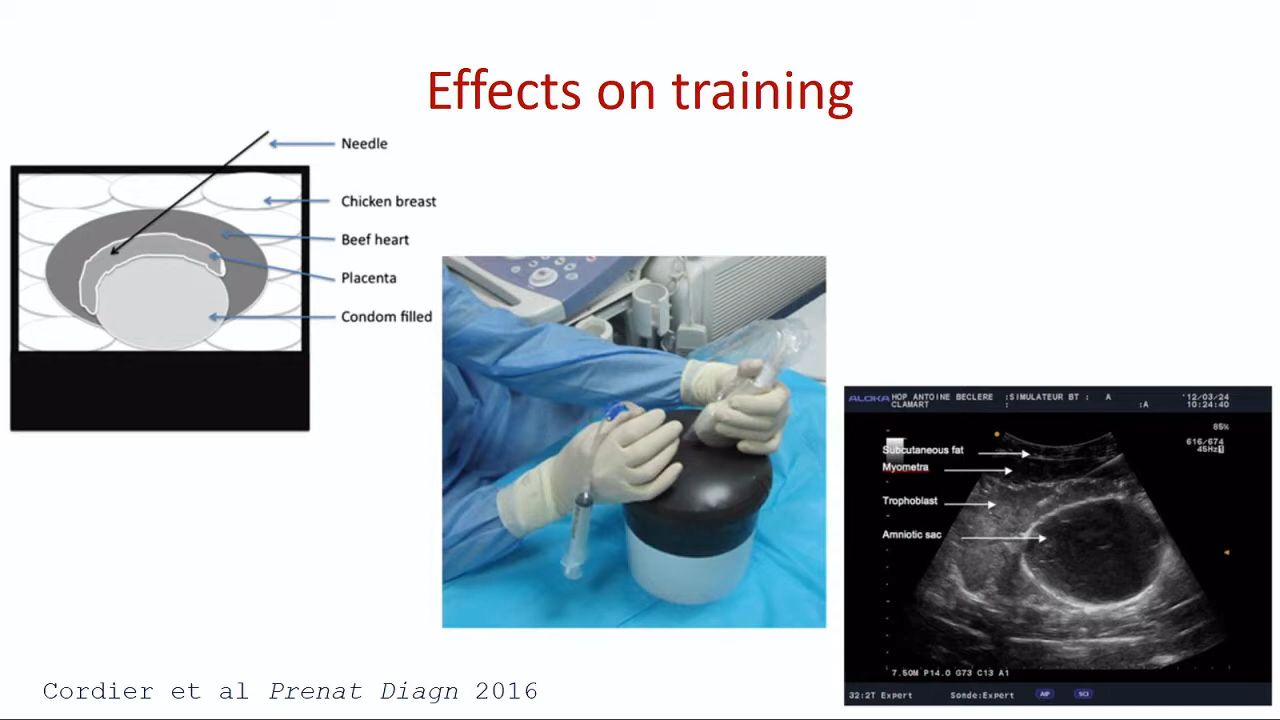 Effects on training
Needle
Chicken breast
Beef heart
Placenta
Condom filled
ALOKA HOP ANTOINE BECLERE :SIMULATEUR BT : A '12/03/24
CLAMART : :A 10:24:40
85%
616/674
45Hz
Subcutaneous fat
Myometra
Trophoblast
Amniotic sac
7.50M P14.0 G73 C13 A1
32:2T Expert Sonde:Expert AIP SCI
Cordier et al Prenat Diagn 2016